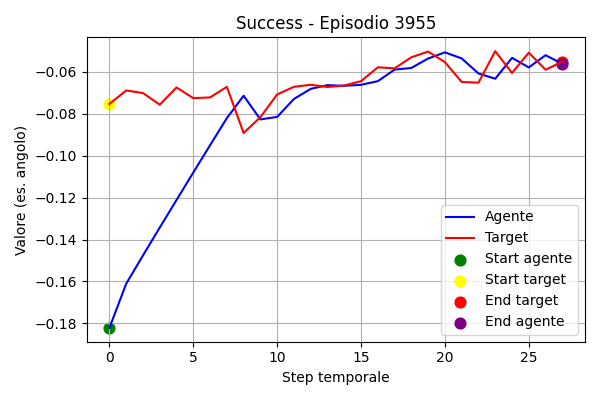 Success - Episodio 3955
Valore (es. angolo)
−0.06
−0.08
−0.10
−0.12
−0.14
−0.16
−0.18
0
5
10
15
20
25
Step temporale
Agente
Target
Start agente
Start target
End target
End agente